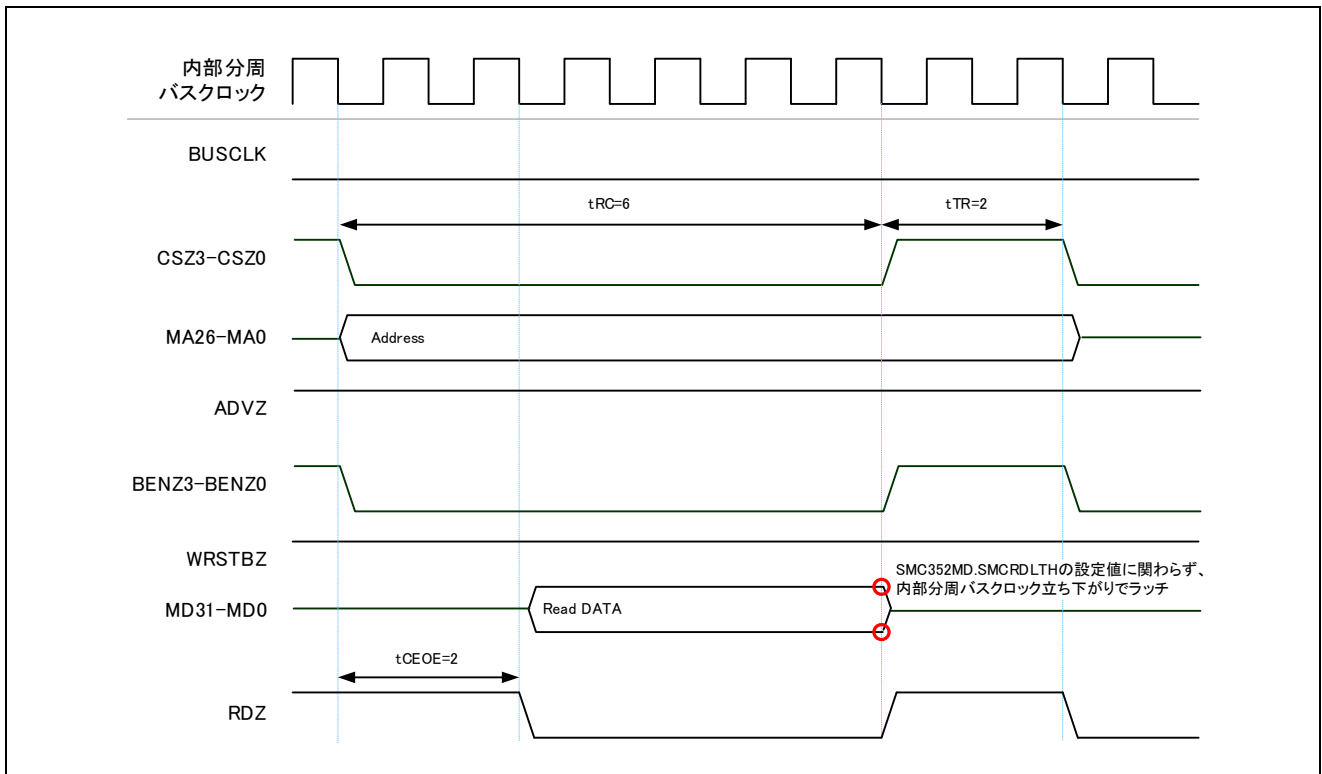 内部分周
バスクロック
BUSCLK
tRC=6
tTR=2
CSZ3-CSZ0
MA26-MA0
Address
ADVZ
BENZ3-BENZ0
WRSTBZ
SMC352MD.SMCRDLTHの設定値に関わらず、
内部分周バスクロック立ち下がりでラッチ
MD31-MD0
Read DATA
tCEOE=2
RDZ